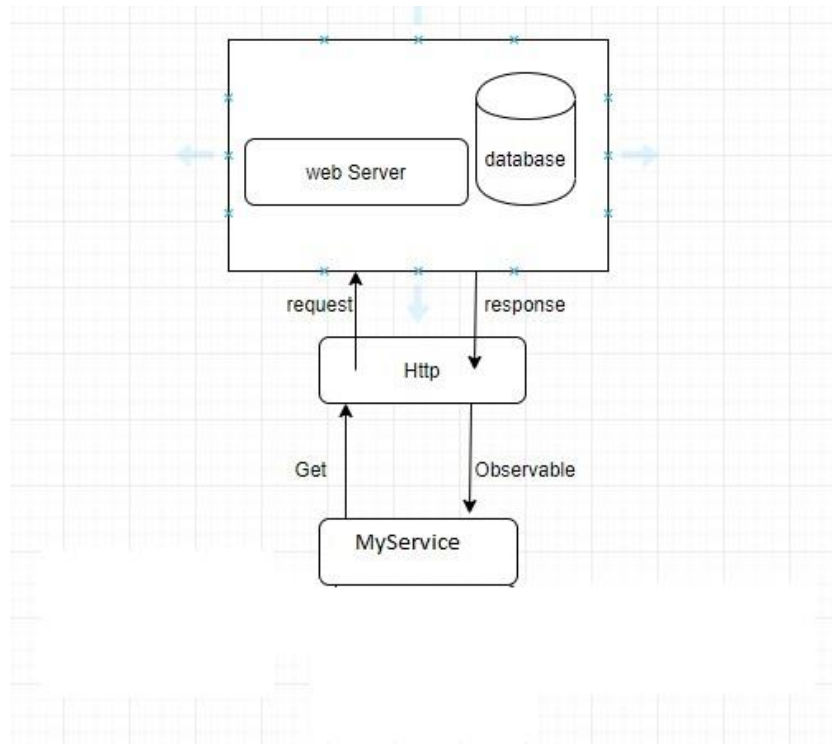 web Server
database
request
response
Http
Get
Observable
MyService